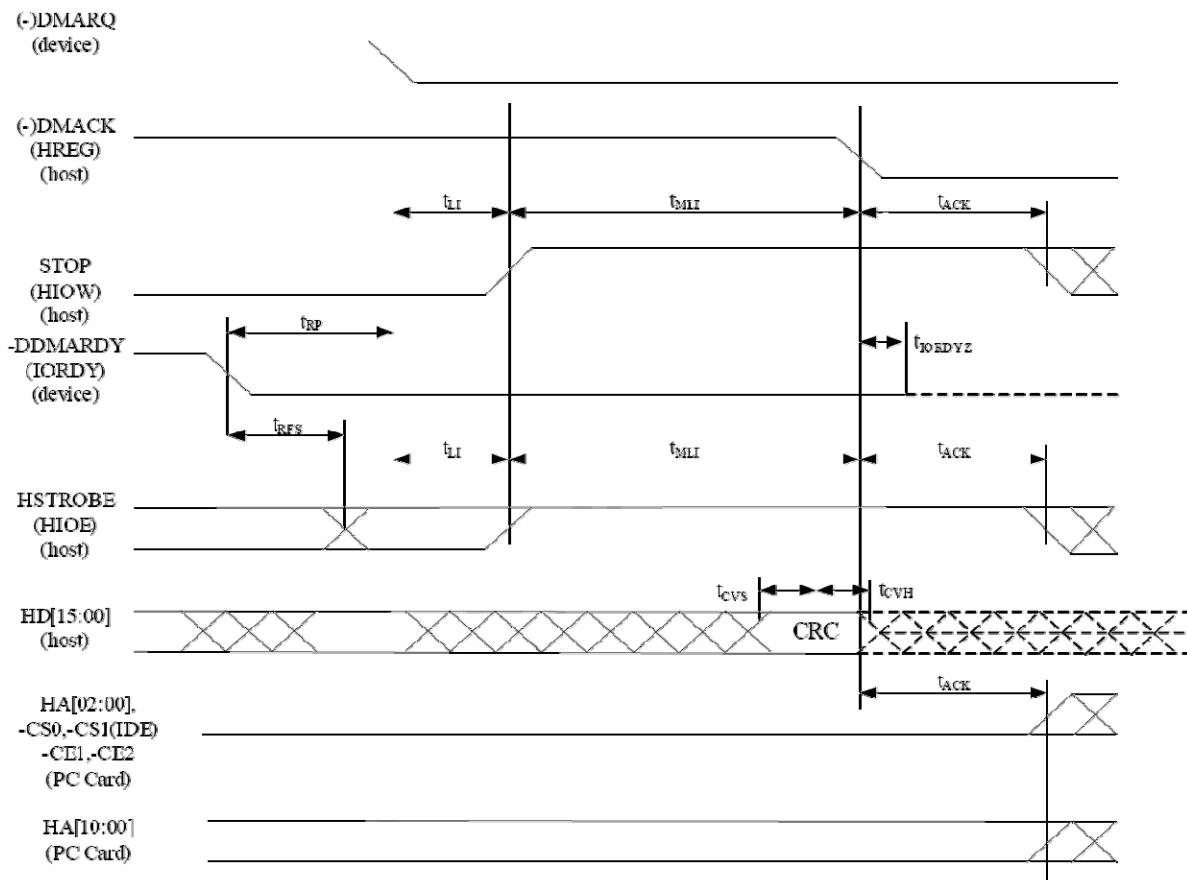 (-)DMARQ
(device)
(-)DMACK
(HREG)
(host)
tLI tMLI tACK
STOP
(HIOW)
(host)
tRP
-DDMARDY
(IORDY)
(device)
tIORDYZ
tRFS
tLI tMLI tACK
HSTROBE
(HIOE)
(host)
tCVS tCVH
HD[15:00]
(host)
CRC
tACK
HA[02:00],
-CS0,-CS1(IDE)
-CE1,-CE2
(PC Card)
HA[10:00]
(PC Card)